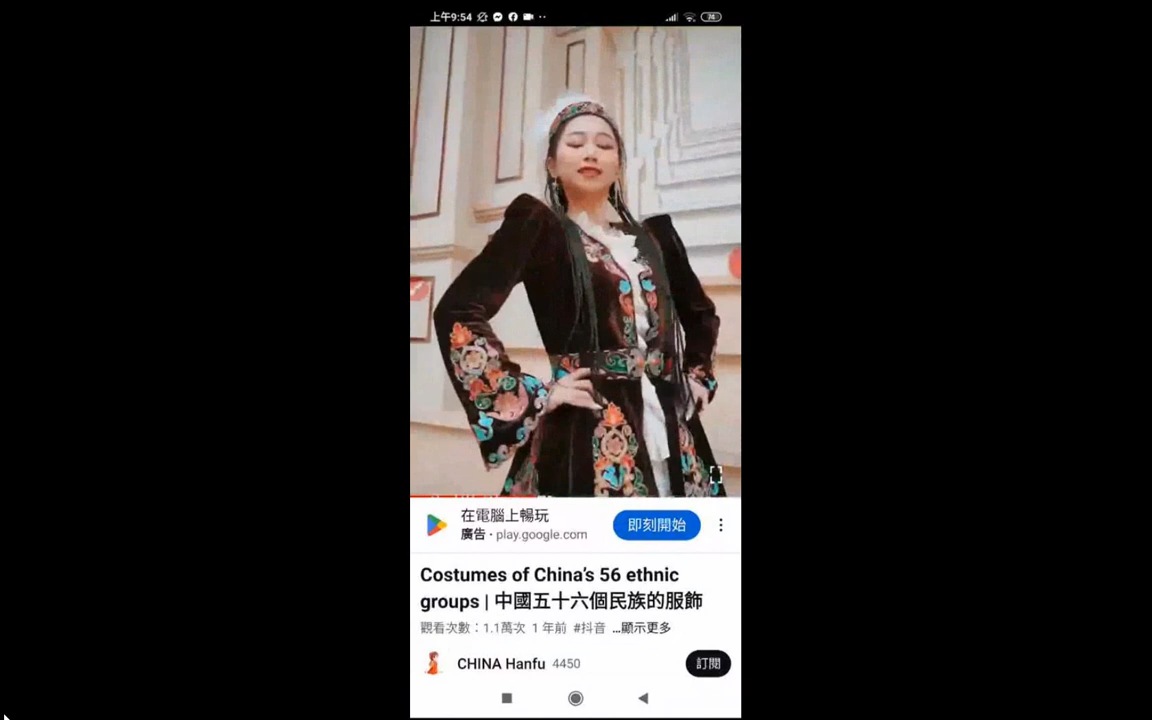 上午9:54
74
在電腦上暢玩
廣告 · play.google.com
即刻開始
Costumes of China's 56 ethnic
groups | 中國五十六個民族的服飾
觀看次數：1.1萬次 1 年前 #抖音 ...顯示更多
CHINA Hanfu 4450
訂閱